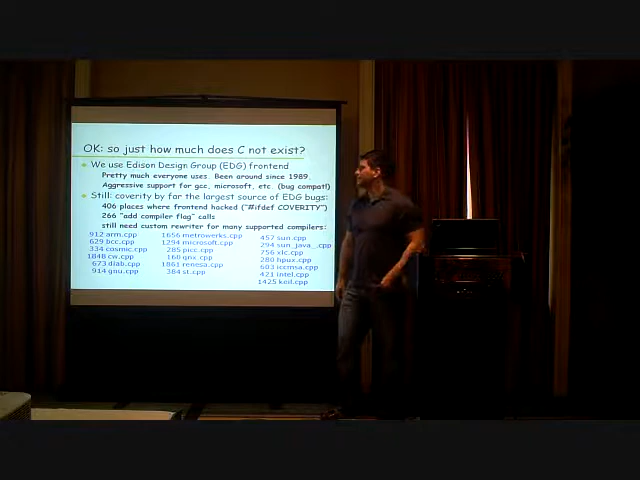 OK: so just how much does C not exist?
We use Edison Design Group (EDG) frontend
Pretty much everyone uses. Been around since 1989.
Aggressive support for gcc, microsoft, etc. (bug compat!)
Still: coverity by far the largest source of EDG bugs:
406 places where frontend hacked ("#ifdef COVERITY")
266 "add compiler flag" calls
still need custom rewriter for many supported compilers:
912 arm.cpp 1656 metrowerks.cpp 457 sun.cpp
629 bcc.cpp 1294 microsoft.cpp 294 sun_java_.cpp
334 cosmic.cpp 285 picc.cpp 756 xlc.cpp
1848 cw.cpp 160 qnx.cpp 280 hpux.cpp
673 diab.cpp 1861 renesas.cpp 603 iccmsa.cpp
914 gnu.cpp 384 st.cpp 421 intel.cpp
1425 keil.cpp